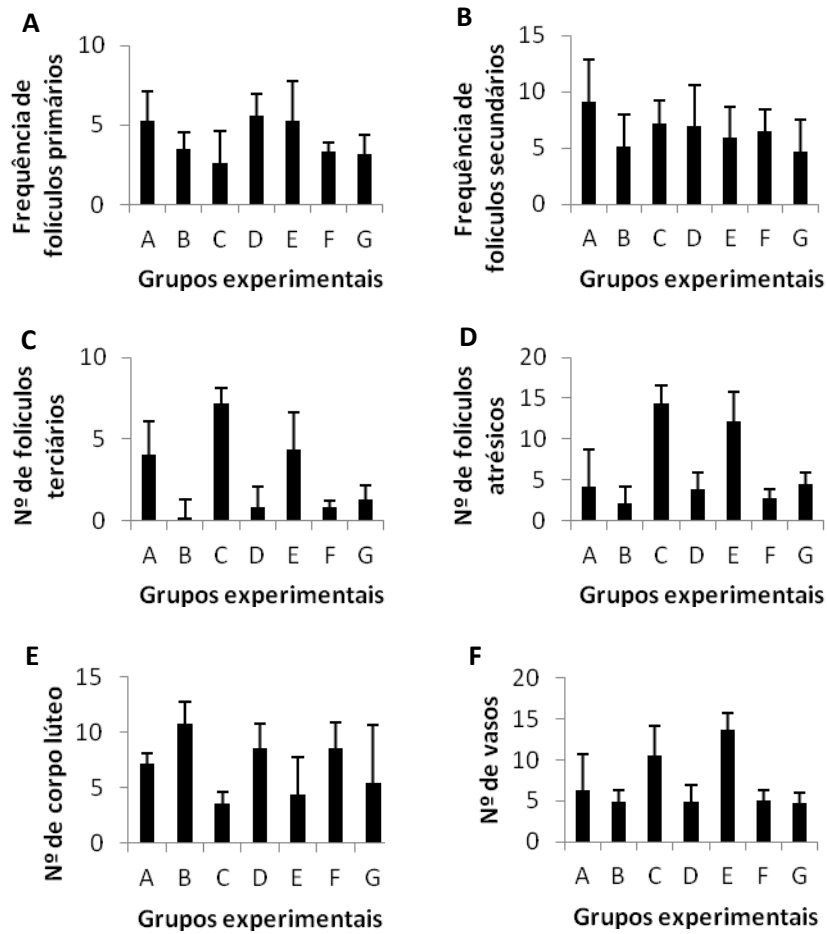 A
Frequência de
folículos primários
10
5
0
A B C D E F G
Grupos experimentais
B
Frequência de
folículos secundários
15
10
5
0
A B C D E F G
Grupos experimentais
C
Nº de folículos
terciários
10
5
0
A B C D E F G
Grupos experimentais
D
Nº de folículos
atrésicos
20
15
10
5
0
A B C D E F G
Grupos experimentais
E
Nº de corpo lúteo
15
10
5
0
A B C D E F G
Grupos experimentais
F
Nº de vasos
20
15
10
5
0
A B C D E F G
Grupos experimentais